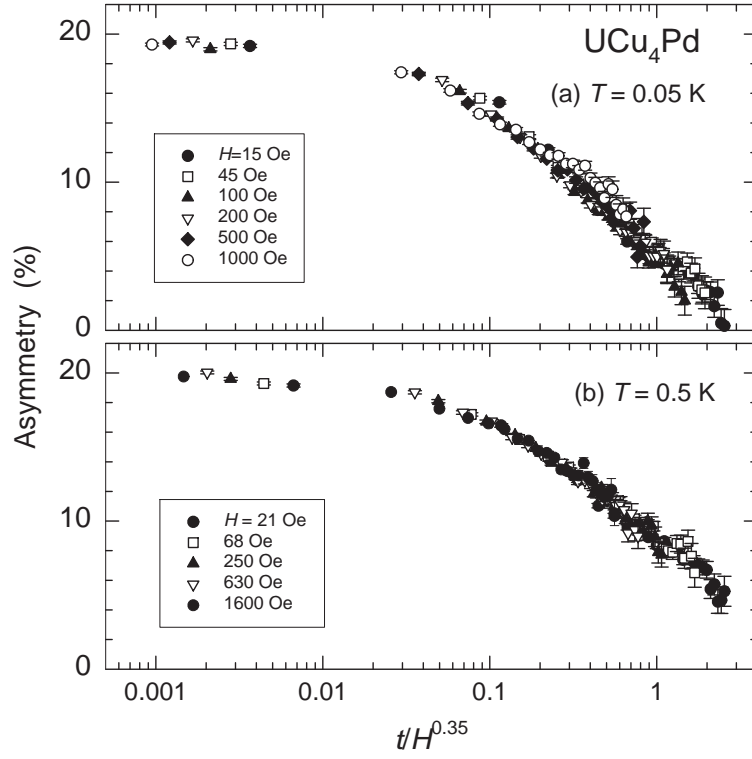 20
UCu₄Pd
(a) T = 0.05 K
H=15 Oe
45 Oe
100 Oe
200 Oe
500 Oe
1000 Oe
10
0
Asymmetry (%)
20
(b) T = 0.5 K
H = 21 Oe
68 Oe
250 Oe
630 Oe
1600 Oe
10
0
0.001 0.01 0.1 1
t/H^0.35